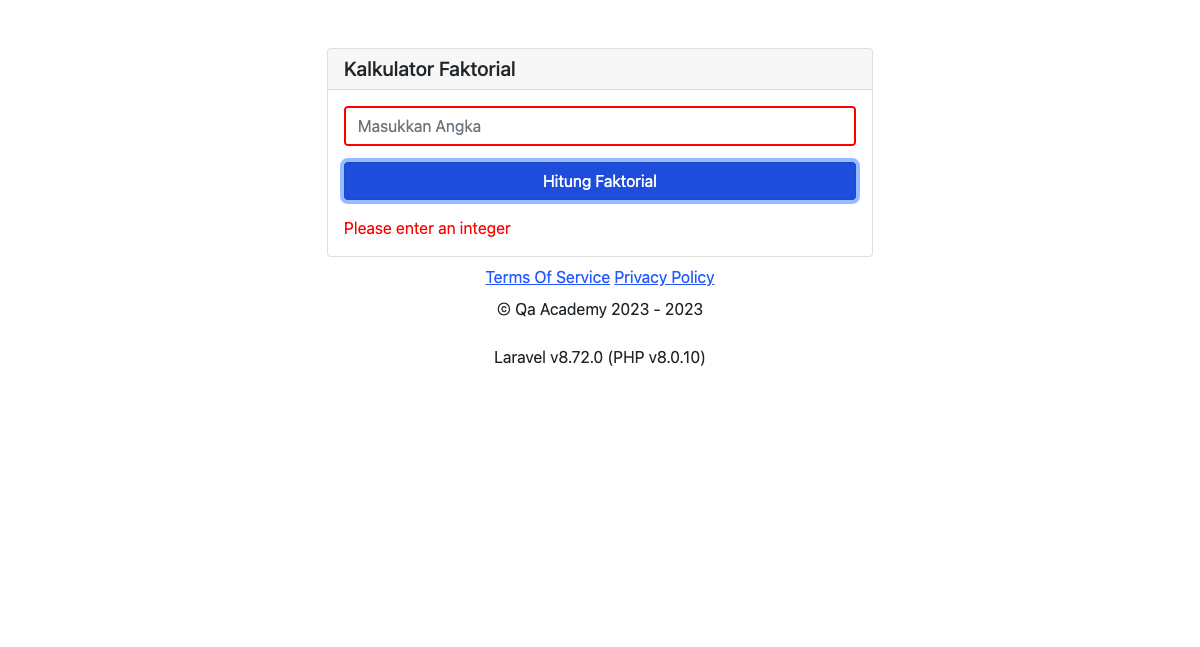 Kalkulator Faktorial
Masukkan Angka
Hitung Faktorial
Please enter an integer
Terms Of Service Privacy Policy
© Qa Academy 2023 - 2023
Laravel v8.72.0 (PHP v8.0.10)